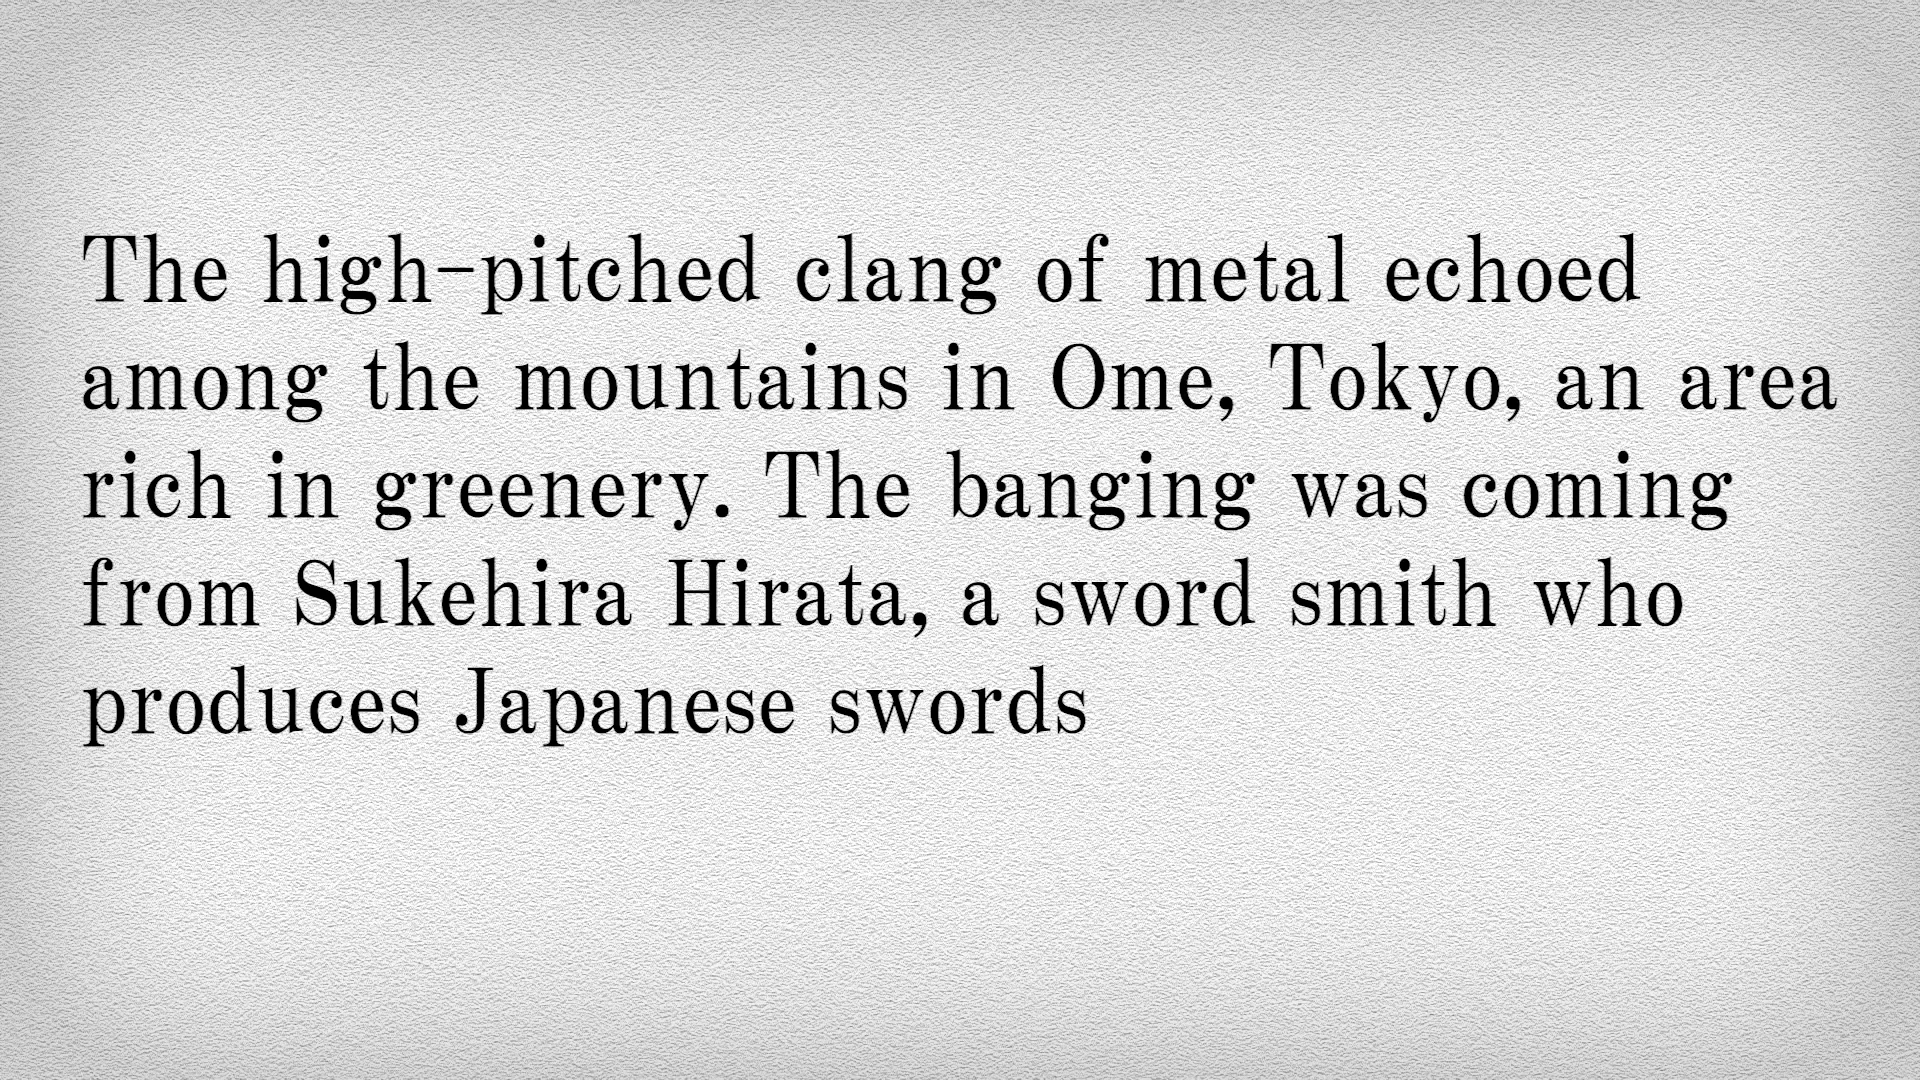 The high-pitched clang of metal echoed
among the mountains in Ome, Tokyo, an area
rich in greenery. The banging was coming
from Sukehira Hirata, a sword smith who
produces Japanese swords